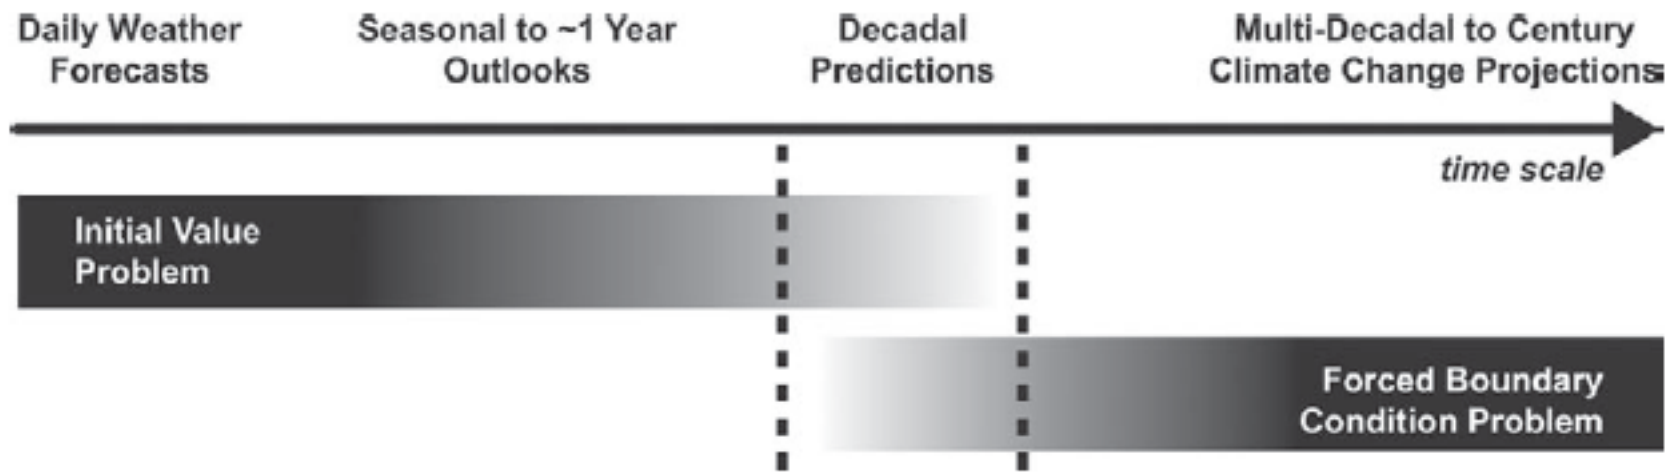 Daily Weather
Forecasts
Seasonal to ~1 Year
Outlooks
Decadal
Predictions
Multi-Decadal to Century
Climate Change Projections
time scale
Initial Value
Problem
Forced Boundary
Condition Problem